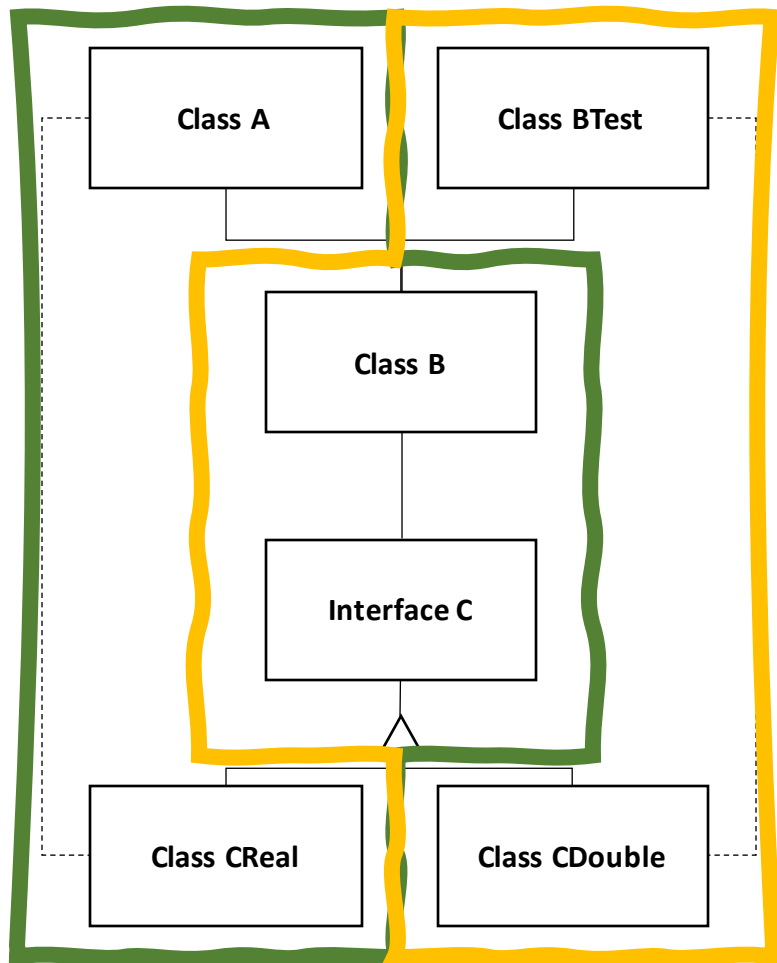 Class A
Class BTest
Class B
Interface C
Class CReal
Class CDouble